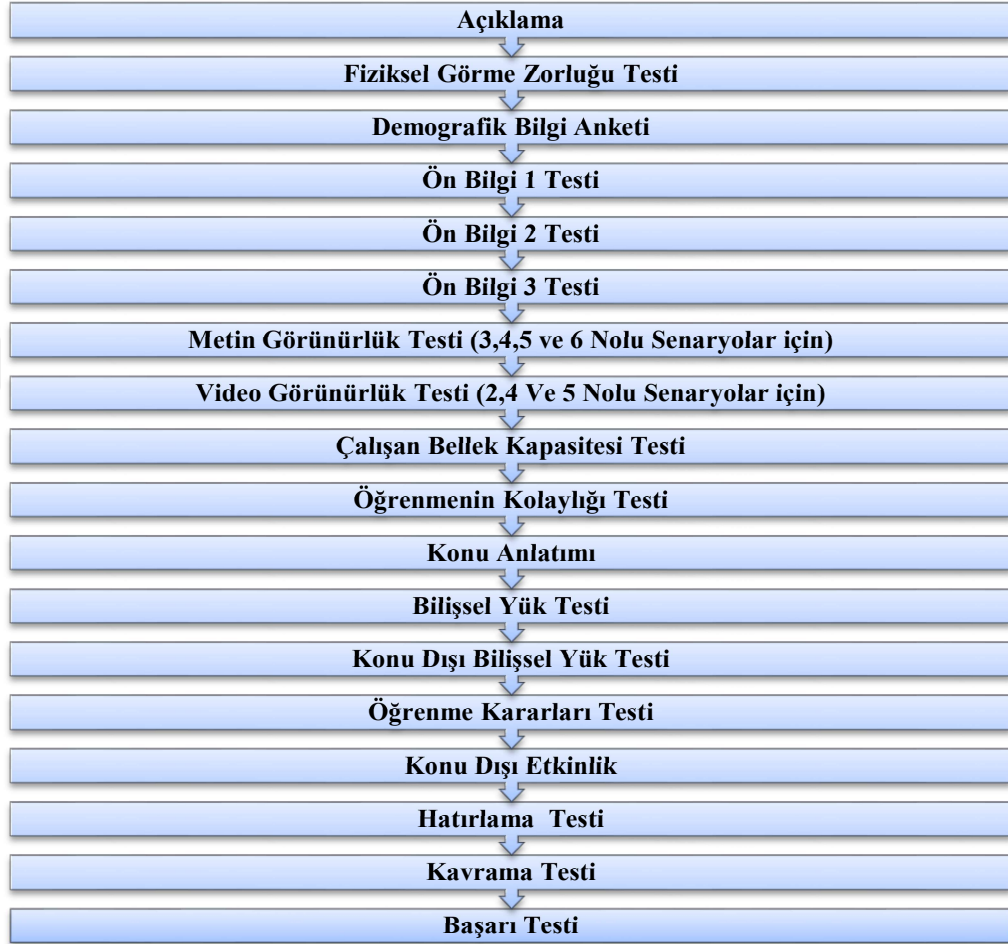 Açıklama
Fiziksel Görme Zorluğu Testi
Demografik Bilgi Anketi
Ön Bilgi 1 Testi
Ön Bilgi 2 Testi
Ön Bilgi 3 Testi
Metin Görünürlük Testi (3,4,5 ve 6 Nolu Senaryolar için)
Video Görünürlük Testi (2,4 Ve 5 Nolu Senaryolar için)
Çalışan Bellek Kapasitesi Testi
Öğrenmenin Kolaylığı Testi
Konu Anlatımı
Bilişsel Yük Testi
Konu Dışı Bilişsel Yük Testi
Öğrenme Kararları Testi
Konu Dışı Etkinlik
Hatırlama Testi
Kavrama Testi
Başarı Testi